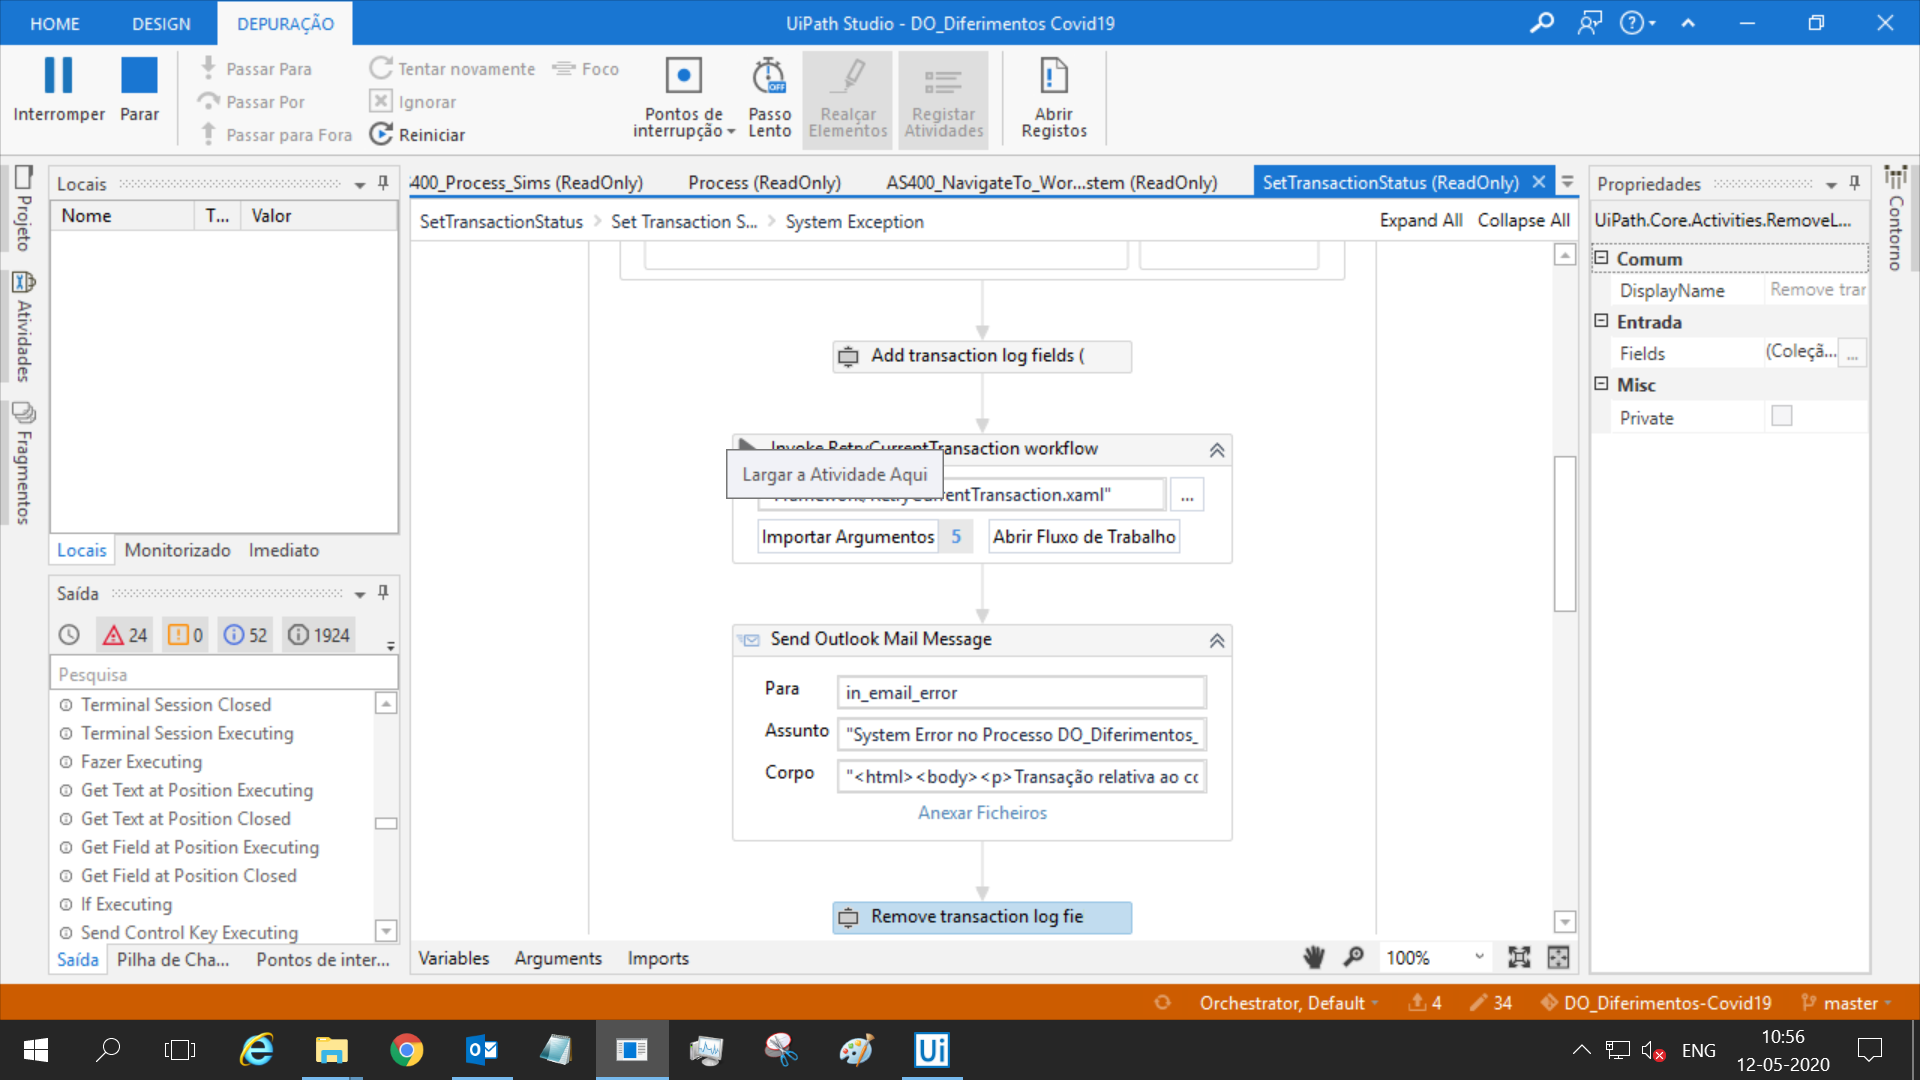 HOME
DESIGN
DEPURAÇÃO
UiPath Studio - DO_Diferimentos Covid19
Interromper
Parar
Passar Para
Passar Por
Passar para Fora
Tentar novamente
Ignorar
Reiniciar
Foco
Pontos de
interrupção
OFF
Passo
Lento
Realçar
Elementos
Registar
Atividades
Abrir
Registos
Projeto
Atividades
Fragmentos
Locais
Nome
T...
Valor
Locais
Monitorizado
Imediato
Saída
24
0
52
1924
Pesquisa
Terminal Session Closed
Terminal Session Executing
Fazer Executing
Get Text at Position Executing
Get Text at Position Closed
Get Field at Position Executing
Get Field at Position Closed
If Executing
Send Control Key Executing
Saída
Pilha de Cha...
Pontos de inter...
400_Process_Sims (ReadOnly)
Process (ReadOnly)
AS400_NavigateTo_Wor...stem (ReadOnly)
SetTransactionStatus (ReadOnly)
SetTransactionStatus
Set Transaction S...
System Exception
Expand All
Collapse All
Add transaction log fields (
Invoke RetryCurrentTransaction workflow
Largar a Atividade Aqui
entTransaction.xaml"
...
Importar Argumentos
5
Abrir Fluxo de Trabalho
Send Outlook Mail Message
Para
in_email_error
Assunto
"System Error no Processo DO_Diferimentos_
Corpo
"<html><body><p>Transação relativa ao co
Anexar Ficheiros
Remove transaction log fie
Variables
Arguments
Imports
100%
Propriedades
UiPath.Core.Activities.RemoveL...
Comum
DisplayName
Remove trar
Entrada
Fields
(Coleçã...
...
Misc
Private
Contorno
Orchestrator, Default
4
34
DO_Diferimentos-Covid19
master
Ui
ENG
10:56
12-05-2020